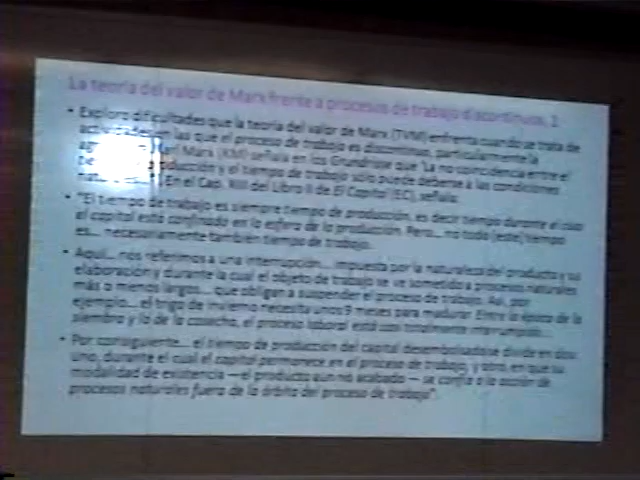 La teoría del valor de Marx frente a procesos de trabajo discontinuos, 1
• Exploro dificultades que la teoría del valor de Marx (TVM) enfrenta cuando se trata de
en las que el proceso de trabajo es discontinuo, particularmente la
Marx (KM) señala en los Grundrisse que "La no coincidencia entre el
producción y el tiempo de trabajo sólo puede deberse a las condiciones
En el Cap. XIII del Libro II de El Capital (EC), señala:
• "El tiempo de trabajo es siempre tiempo de producción, es decir tiempo durante el cual
el capital está confinado en la esfera de la producción. Pero... no todo (este) tiempo
es... necesariamente también tiempo de trabajo.
• Aquí... nos referimos a una interrupción... impuesta por la naturaleza del producto y su
elaboración y durante la cual el objeto de trabajo se ve sometido a procesos naturales
más o menos largos... que obligan a suspender el proceso de trabajo. Así, por
ejemplo... el trigo de invierno necesita unos 9 meses para madurar. Entre la época de la
siembra y la de la cosecha, el proceso laboral está casi totalmente interrumpido...
• Por consiguiente... el tiempo de producción del capital desembolsado se divide en dos:
uno, durante el cual el capital permanece en el proceso de trabajo, y otro, en que su
modalidad de existencia —el producto aun no acabado— se confía a la acción de
procesos naturales fuera de la órbita del proceso de trabajo".